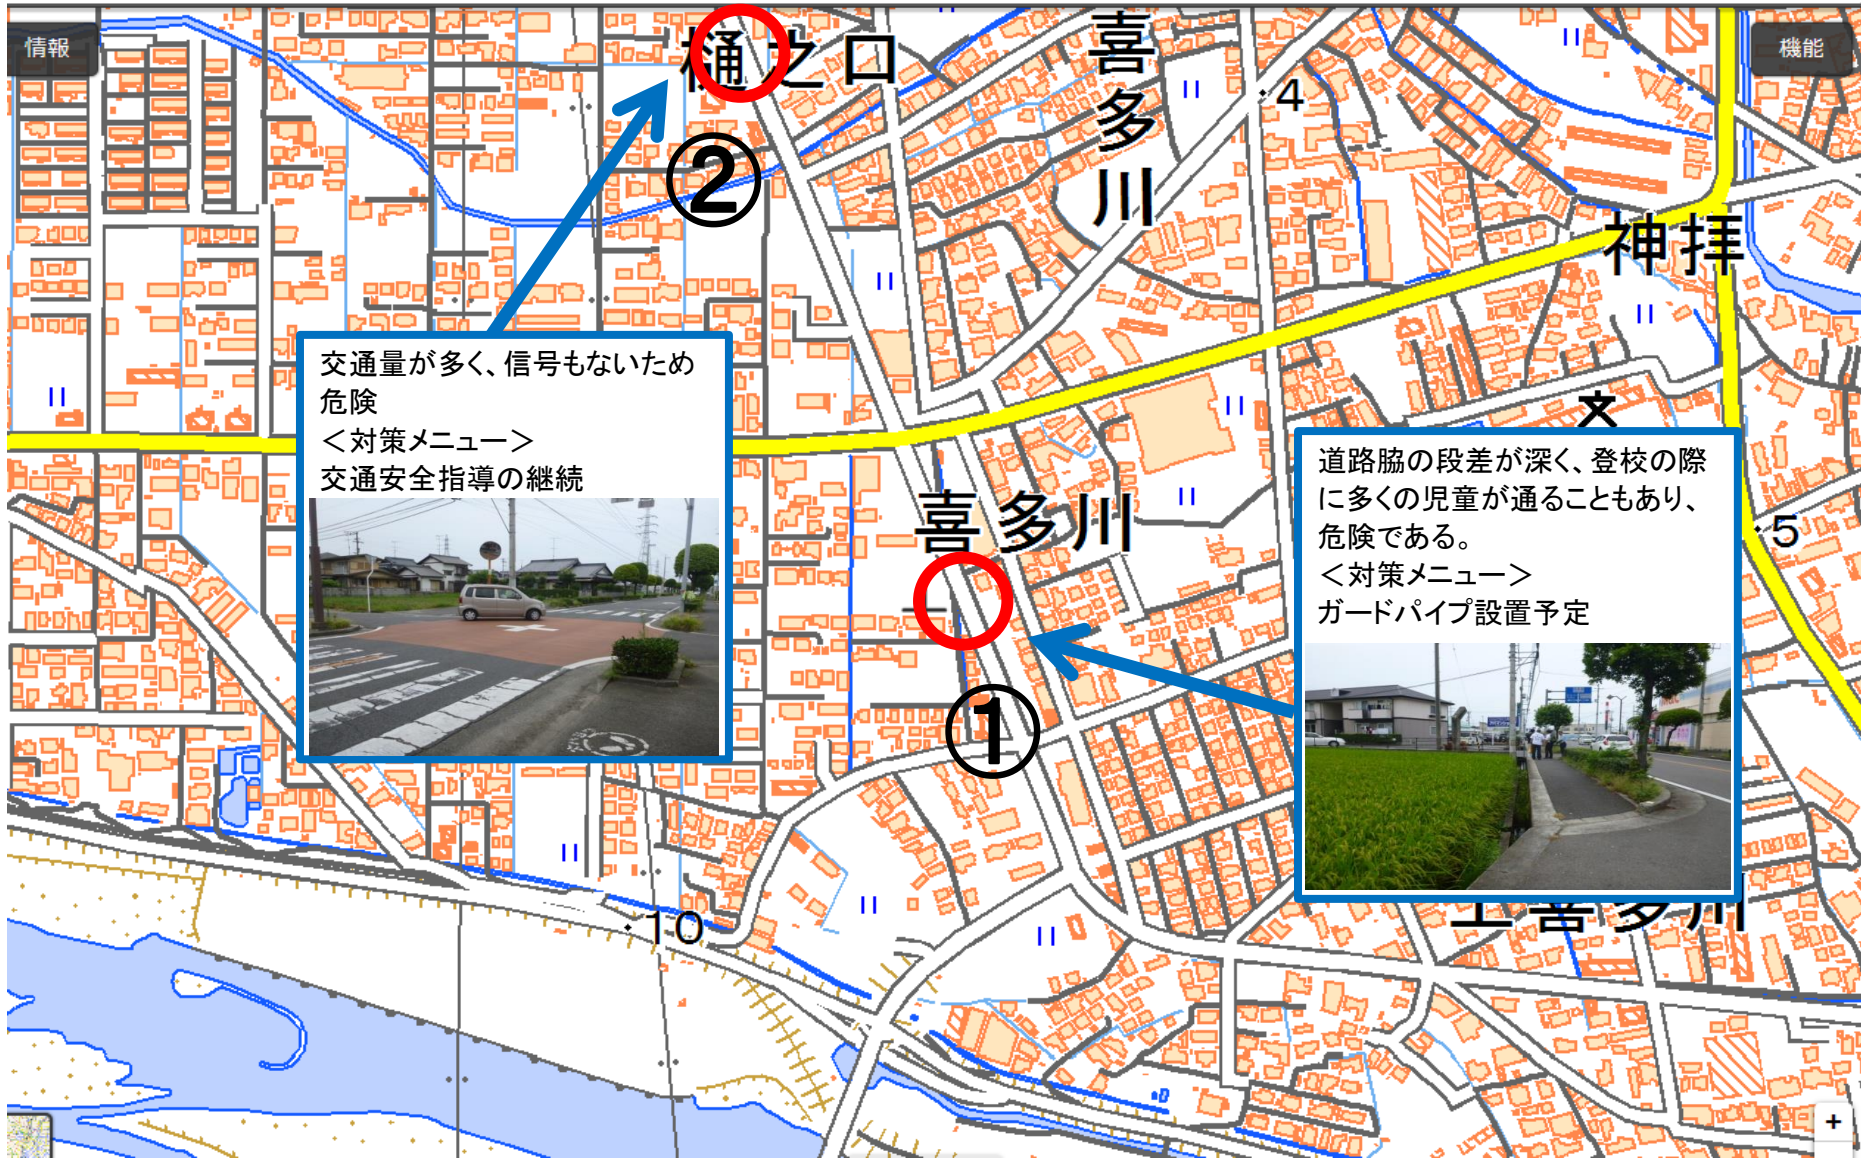 情報
機能
樋之口
喜多川
4
②
神拝
交通量が多く、信号もないため
危険
＜対策メニュー＞
交通安全指導の継続
喜多川
道路脇の段差が深く、登校の際
に多くの児童が通ることもあり、
危険である。
＜対策メニュー＞
ガードパイプ設置予定
5
①
上喜多川
10
+